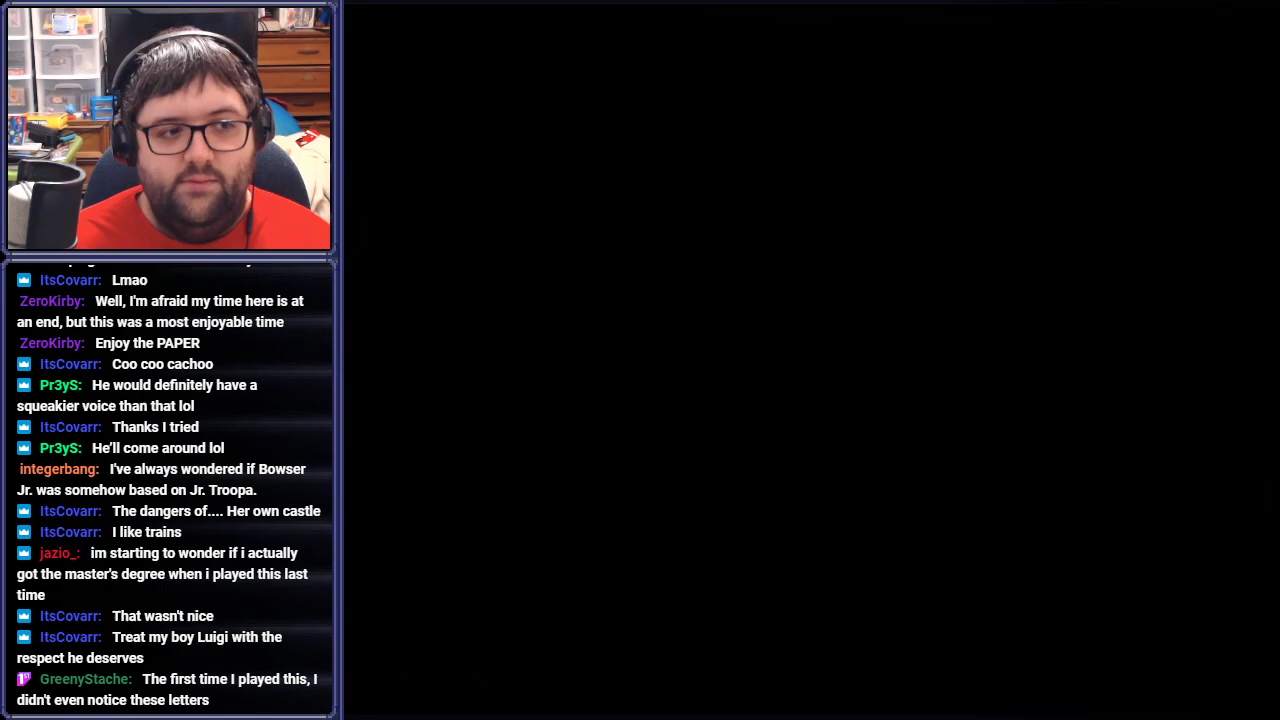 ItsCovarr: Lmao
ZeroKirby: Well, I'm afraid my time here is at
an end, but this was a most enjoyable time
ZeroKirby: Enjoy the PAPER
ItsCovarr: Coo coo cachoo
Pr3yS: He would definitely have a
squeakier voice than that lol
ItsCovarr: Thanks I tried
Pr3yS: He'll come around lol
integerbang: I've always wondered if Bowser
Jr. was somehow based on Jr. Troopa.
ItsCovarr: The dangers of.... Her own castle
ItsCovarr: I like trains
jazio_: im starting to wonder if i actually
got the master's degree when i played this last
time
ItsCovarr: That wasn't nice
ItsCovarr: Treat my boy Luigi with the
respect he deserves
GreenyStache: The first time I played this, I
didn't even notice these letters